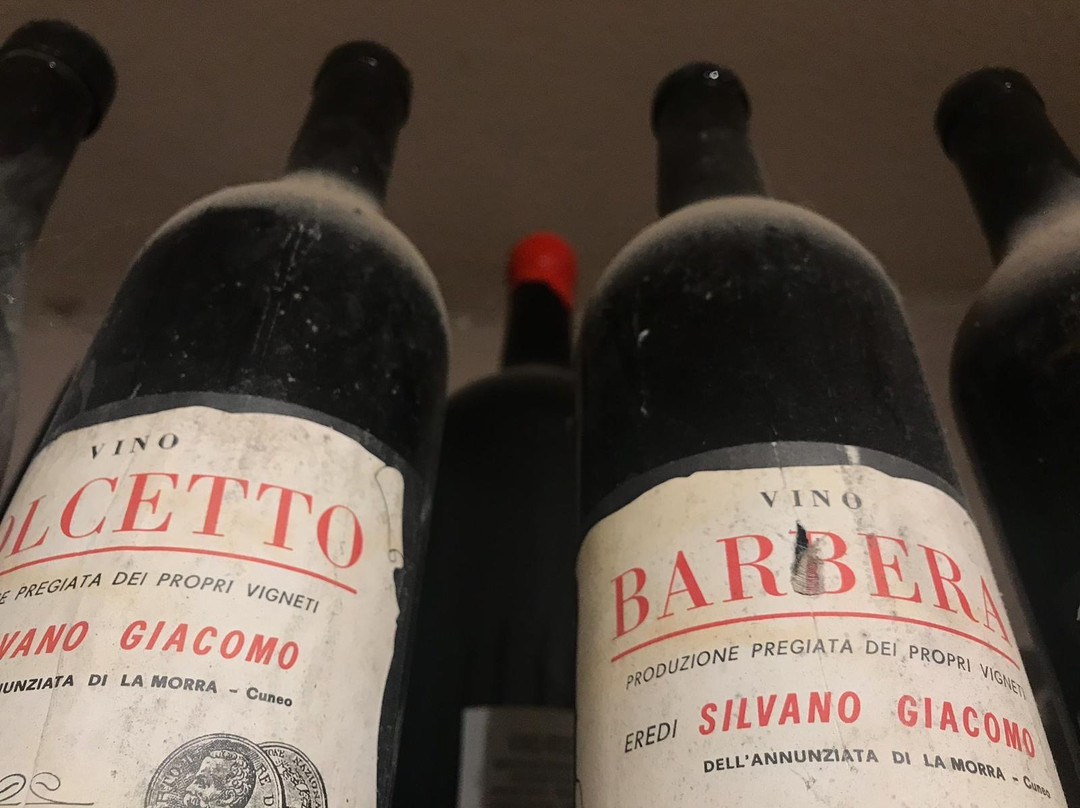 VINO
OLCETTO
E PREGIATA DEI PROPRI VIGNETI
VANO GIACOMO
UNZIATA DI LA MORRA - Cuneo
VINO
BARBERA
PRODUZIONE PREGIATA DEI PROPRI VIGNETI
EREDI SILVANO GIACOMO
DELL'ANNUNZIATA DI LA MORRA - Cuneo